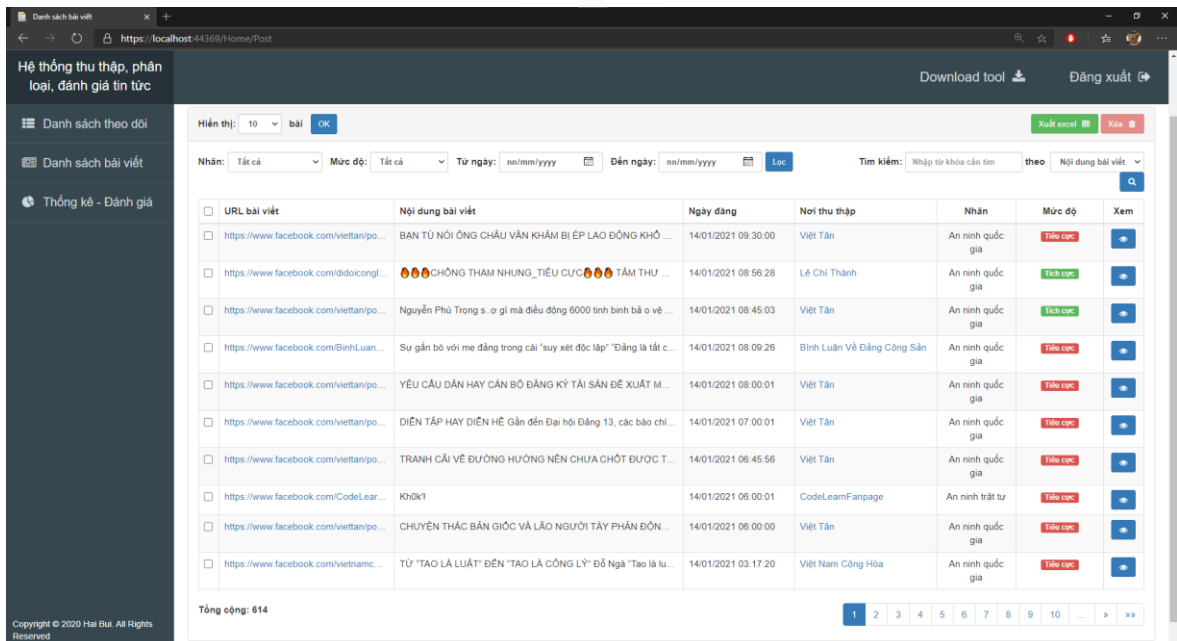 Danh sách bài viết
https://localhost:44369/Home/Post
Hệ thống thu thập, phân
loại, đánh giá tin tức
Download tool
Đăng xuất
Danh sách theo dõi
Danh sách bài viết
Thống kê - Đánh giá
Hiển thị: 10 bài OK
Xuất excel Xóa
Nhãn: Tất cả Mức độ: Tất cả Từ ngày: nn/mm/yyyy Đến ngày: nn/mm/yyyy Lọc Tìm kiếm: Nhập từ khóa cần tìm theo Nội dung bài viết
URL bài viết Nội dung bài viết Ngày đăng Nơi thu thập Nhãn Mức độ Xem
https://www.facebook.com/viettan/po... BẠN TÙ NÓI ÔNG CHÂU VĂN KHẢM BỊ ÉP LAO ĐỘNG KHỔ ... 14/01/2021 09:30:00 Việt Tân An ninh quốc gia Tiêu cực
https://www.facebook.com/didoicongl... 🔥🔥🔥CHỐNG THAM NHUNG_TIÊU CỰC🔥🔥🔥 TÂM THƯ ... 14/01/2021 08:56:28 Lê Chí Thành An ninh quốc gia Tích cực
https://www.facebook.com/viettan/po... Nguyễn Phú Trọng s..ợ gì mà điều động 6000 tinh binh bả o vệ ... 14/01/2021 08:45:03 Việt Tân An ninh quốc gia Tích cực
https://www.facebook.com/BinhLuan... Sự gắn bó với mẹ đảng trong cái "suy xét độc lập" "Đảng là tất c... 14/01/2021 08:09:26 Bình Luận Về Đảng Cộng Sản An ninh quốc gia Tiêu cực
https://www.facebook.com/viettan/po... YÊU CẦU DÂN HAY CÁN BỘ ĐĂNG KÝ TÀI SẢN ĐỀ XUẤT M... 14/01/2021 08:00:01 Việt Tân An ninh quốc gia Tiêu cực
https://www.facebook.com/viettan/po... DIỄN TẬP HAY DIỄN HỀ Gần đến Đại hội Đảng 13, các báo chí... 14/01/2021 07:00:01 Việt Tân An ninh quốc gia Tiêu cực
https://www.facebook.com/viettan/po... TRANH CÃI VỀ ĐƯỜNG HƯỚNG NÊN CHƯA CHỐT ĐƯỢC T... 14/01/2021 06:45:56 Việt Tân An ninh quốc gia Tiêu cực
https://www.facebook.com/CodeLear... 14/01/2021 06:00:01 CodeLearnFanpage An ninh trật tự Tiêu cực
https://www.facebook.com/viettan/po... CHUYỆN THÁC BẢN GIỐC VÀ LÃO NGƯỜI TÀY PHẢN ĐỘN... 14/01/2021 06:00:00 Việt Tân An ninh quốc gia Tiêu cực
https://www.facebook.com/vietnamc... TỪ "TAO LÀ LUẬT" ĐẾN "TAO LÀ CÔNG LÝ" Đỗ Ngà "Tao là lu... 14/01/2021 03:17:20 Việt Nam Cộng Hòa An ninh quốc gia Tiêu cực
Tổng cộng: 614
1 2 3 4 5 6 7 8 9 10 ... » »»
Copyright © 2020 Hai Bui. All Rights
Reserved